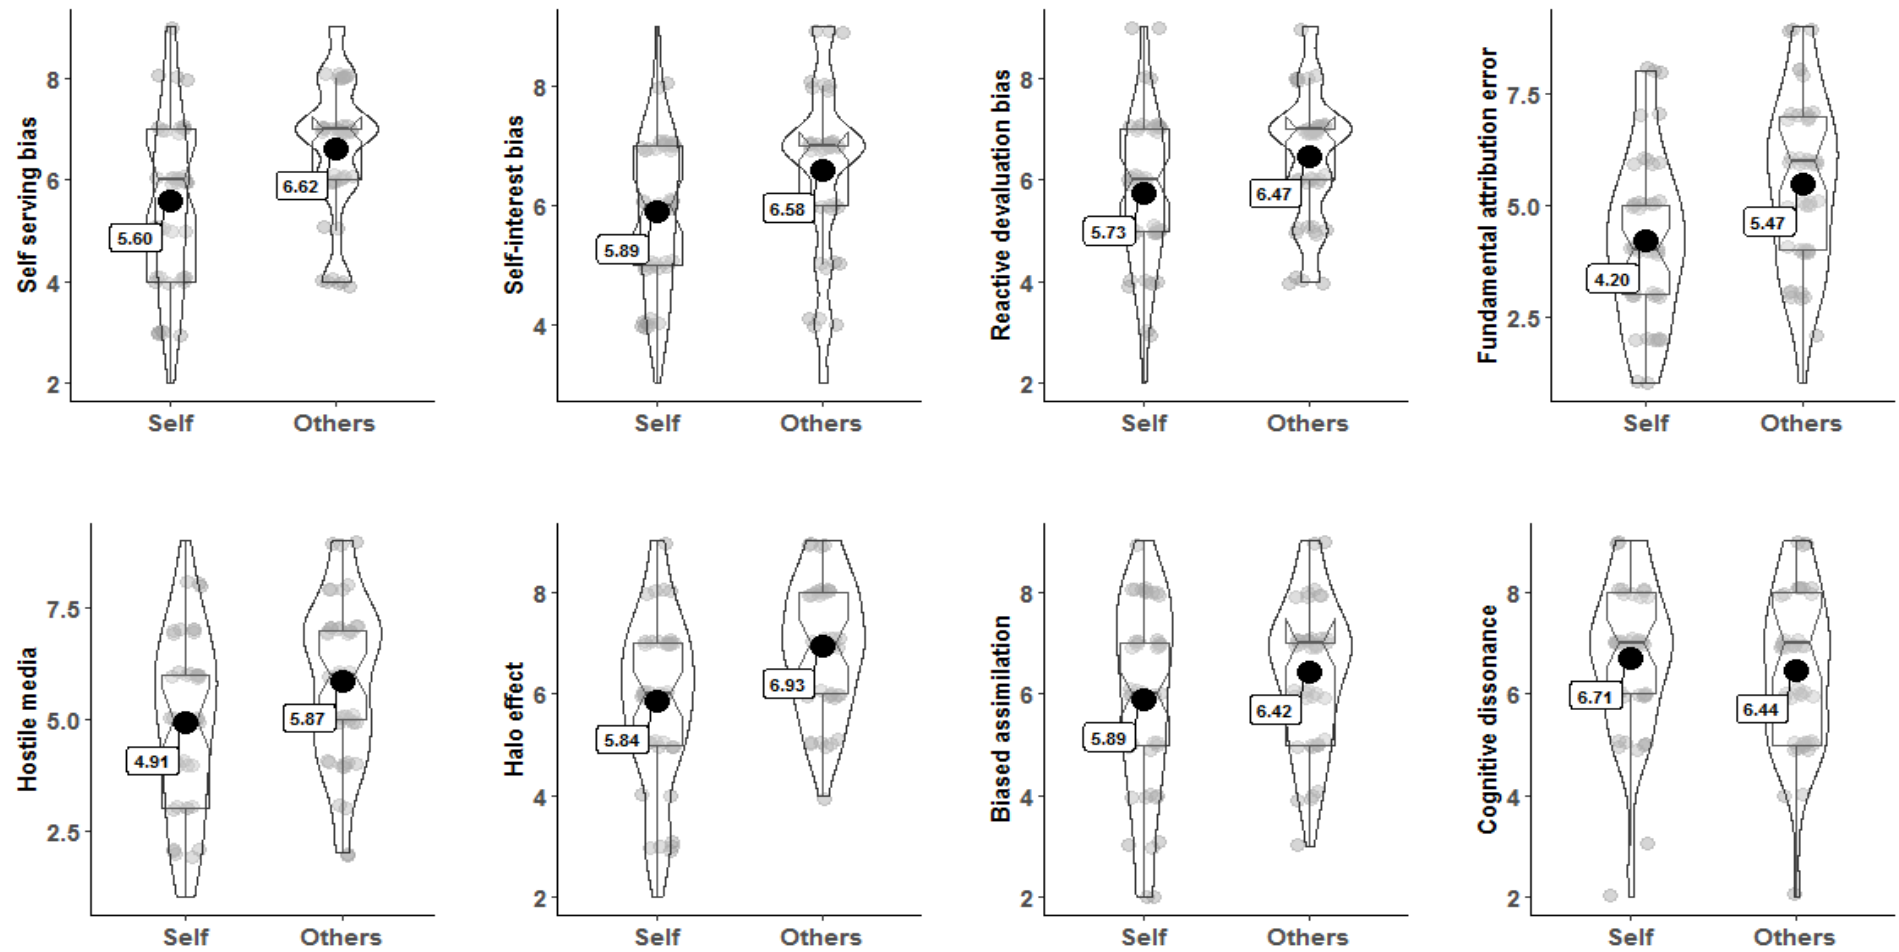 Self serving bias
8
6
4
2
5.60
6.62
Self
Others
Self-interest bias
8
6
4
5.89
6.58
Self
Others
Reactive devaluation bias
8
6
4
2
5.73
6.47
Self
Others
Fundamental attribution error
7.5
5.0
2.5
4.20
5.47
Self
Others
Hostile media
7.5
5.0
2.5
4.91
5.87
Self
Others
Halo effect
8
6
4
2
5.84
6.93
Self
Others
Biased assimilation
8
6
4
2
5.89
6.42
Self
Others
Cognitive dissonance
8
6
4
2
6.71
6.44
Self
Others